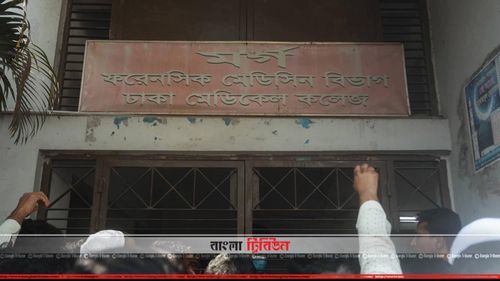 মর্গ
ফরেনসিক মেডিসিন বিভাগ
ঢাকা মেডিকেল কলেজ
বাংলা ট্রিবিউন